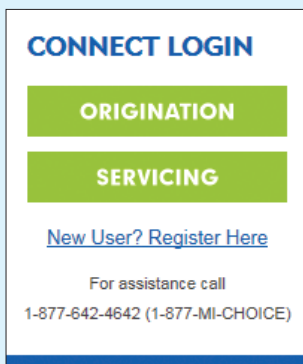 CONNECT LOGIN
ORIGINATION
SERVICING
New User? Register Here
For assistance call
1-877-642-4642 (1-877-MI-CHOICE)